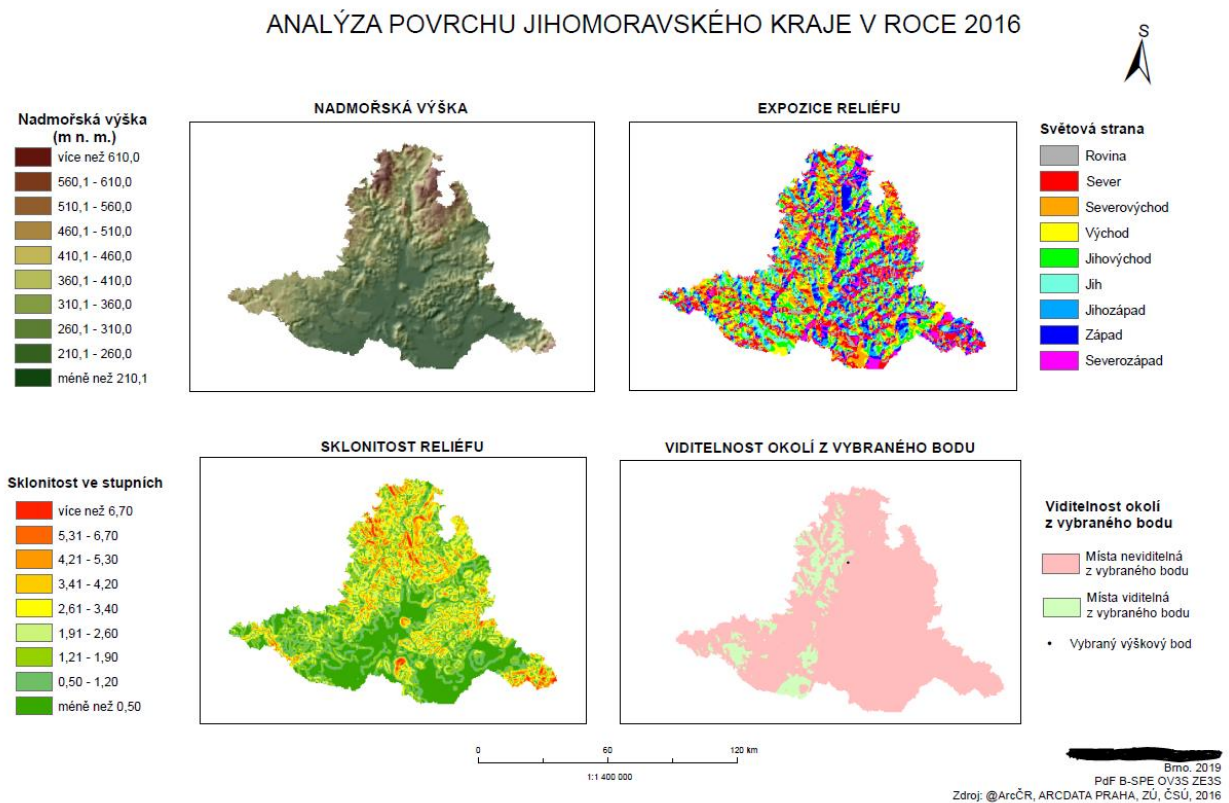 ANALÝZA POVRCHU JIHOMORAVSKÉHO KRAJE V ROCE 2016
S
Nadmořská výška
(m n. m.)
více než 610,0
560,1 - 610,0
510,1 - 560,0
460,1 - 510,0
410,1 - 460,0
360,1 - 410,0
310,1 - 360,0
260,1 - 310,0
210,1 - 260,0
méně než 210,1
NADMOŘSKÁ VÝŠKA
EXPOZICE RELIÉFU
Světová strana
Rovina
Sever
Severovýchod
Východ
Jihovýchod
Jih
Jihozápad
Západ
Severozápad
Sklonitost ve stupních
více než 6,70
5,31 - 6,70
4,21 - 5,30
3,41 - 4,20
2,61 - 3,40
1,91 - 2,60
1,21 - 1,90
0,50 - 1,20
méně než 0,50
SKLONITOST RELIÉFU
VIDITELNOST OKOLÍ Z VYBRANÉHO BODU
Viditelnost okolí
z vybraného bodu
Místa neviditelná
z vybraného bodu
Místa viditelná
z vybraného bodu
Vybraný výškový bod
0 60 120 km
1:1 400 000
Brno. 2019
PdF B-SPE OV3S ZE3S
Zdroj: @ArcČR, ARCDATA PRAHA, ZÚ, ČSÚ, 2016